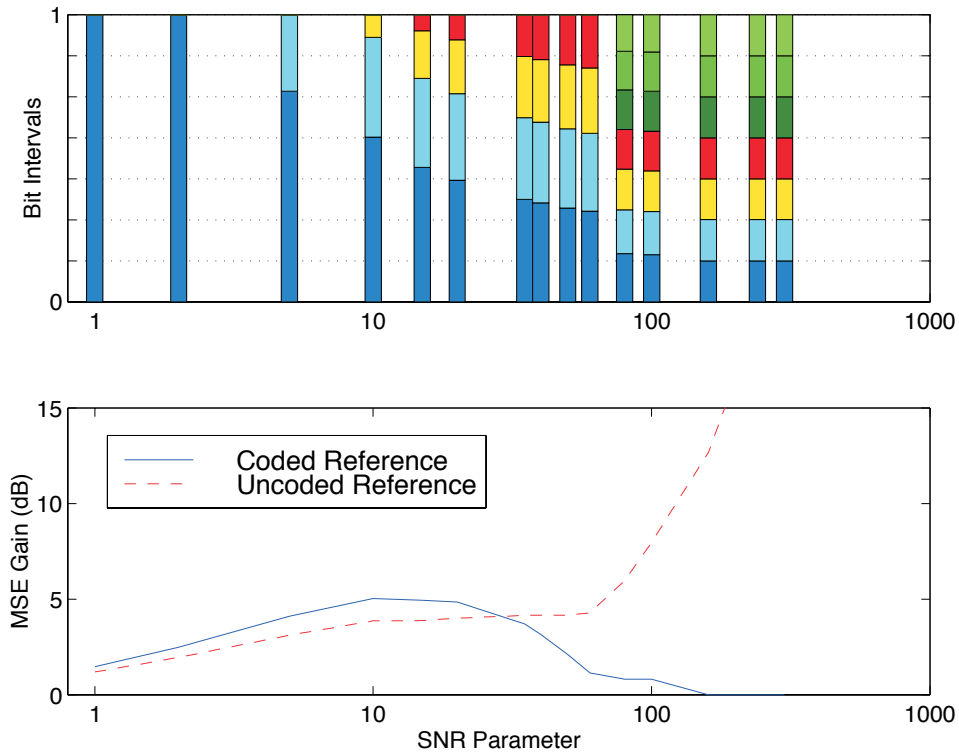 1
Bit Intervals
0
1
10
100
1000
15
10
5
0
MSE Gain (dB)
Coded Reference
Uncoded Reference
1
10
100
1000
SNR Parameter